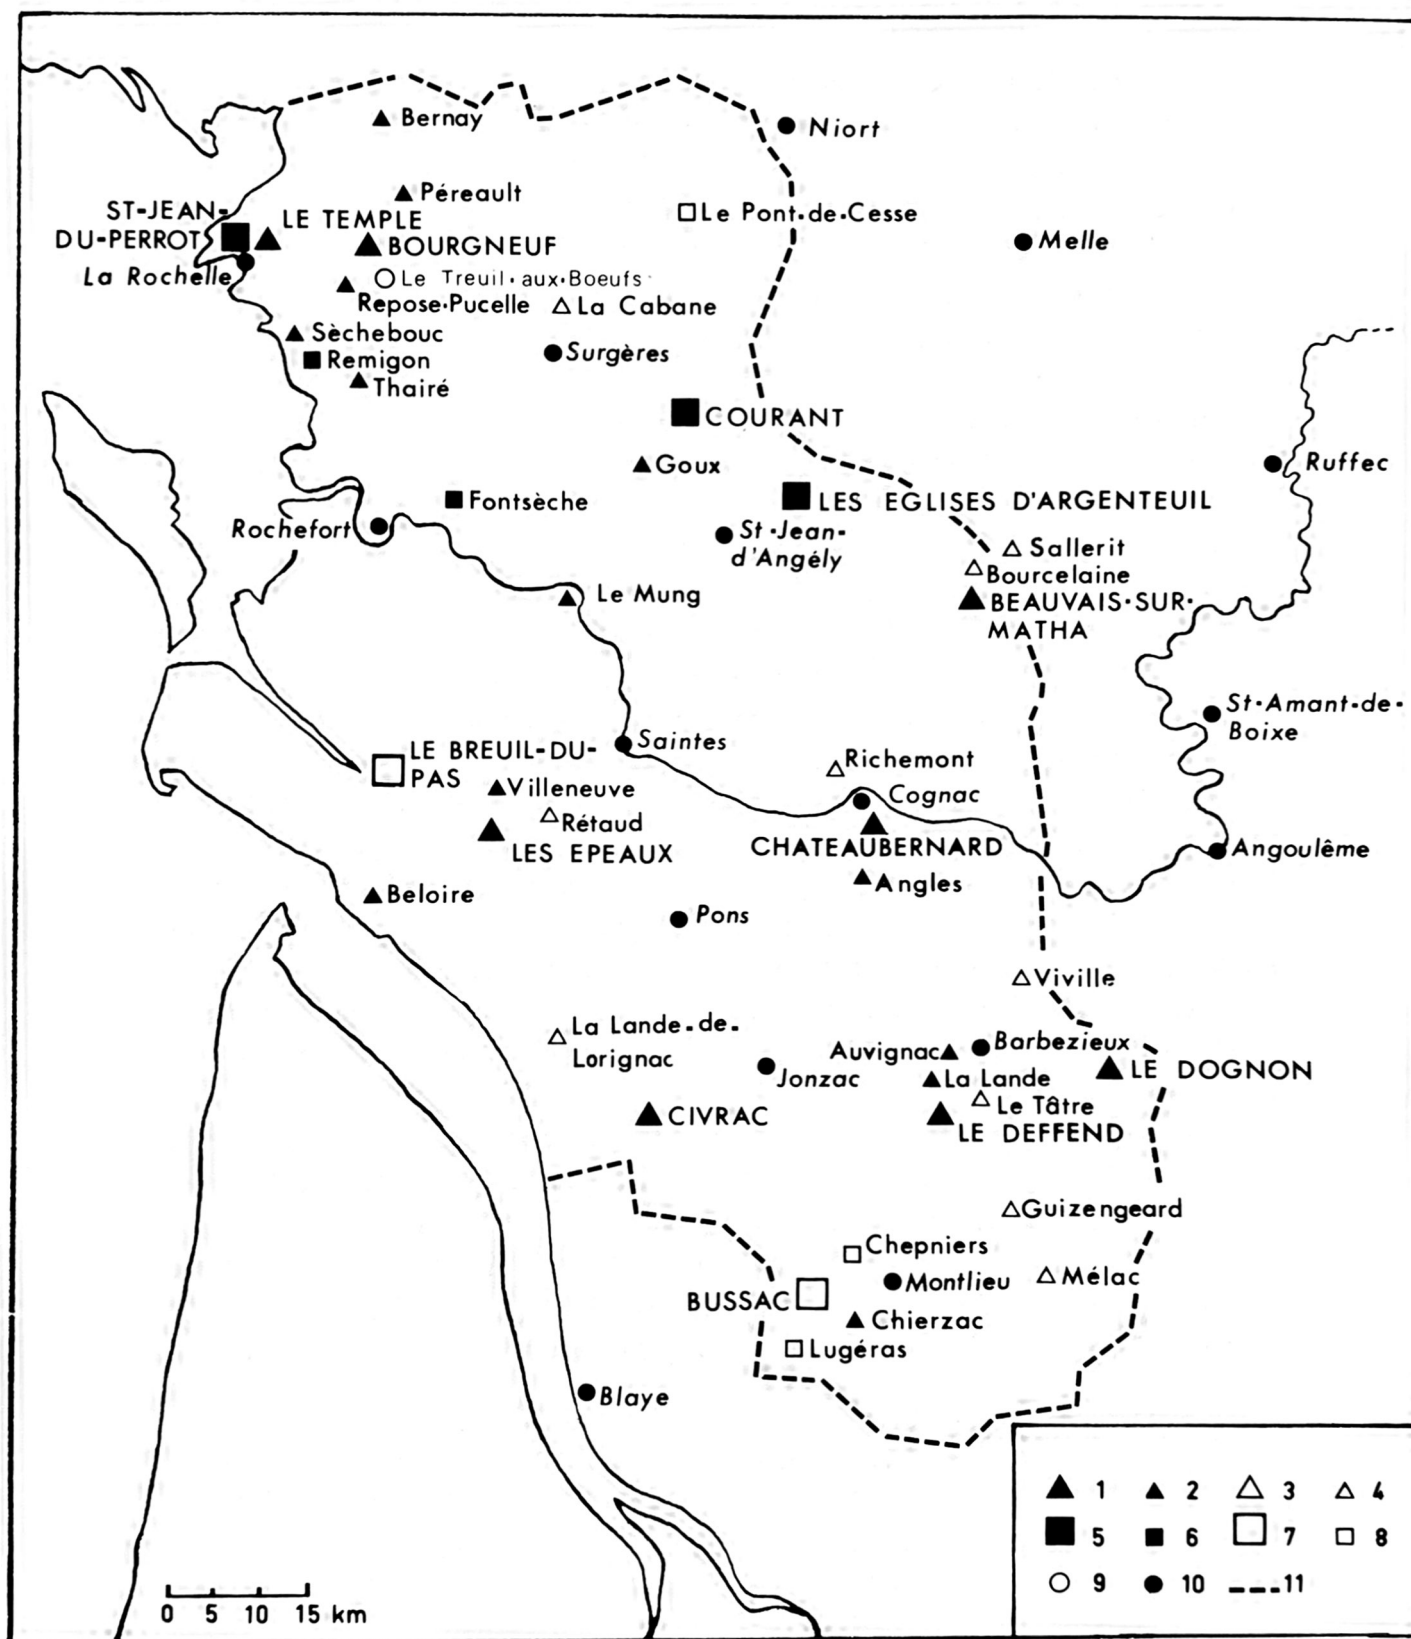 Bernay
Niort
Péreault
ST-JEAN-
DU-PERROT
LE TEMPLE
Le Pont-de-Cesse
BOURGNEUF
Melle
La Rochelle
Le Treuil-aux-Boeufs
Repose-Pucelle
La Cabane
Sèchebouc
Surgères
Remigon
Thairé
COURANT
Goux
Ruffec
Fontsèche
LES EGLISES D'ARGENTEUIL
Rochefort
St-Jean-
d'Angély
Sallerit
Bourcelaine
Le Mung
BEAUVAIS-SUR-
MATHA
St-Amant-de-
Boixe
LE BREUIL-DU-
PAS
Saintes
Richemont
Villeneuve
Cognac
Rétaud
LES EPEAUX
CHATEAUBERNARD
Angoulême
Angles
Beloire
Pons
Viville
La Lande-de-
Lorignac
Auvignac
Barbezieux
Jonzac
La Lande
LE DOGNON
Le Tâtre
CIVRAC
LE DEFFEND
Guizengeard
Chepniers
Montlieu
Mélac
BUSSAC
Chierzac
Lugéras
Blaye
1 2 3 4
5 6 7 8
9 10 11
0 5 10 15 km